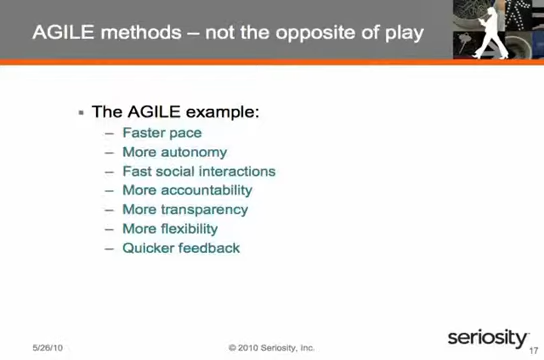 AGILE methods – not the opposite of play
▪ The AGILE example:
– Faster pace
– More autonomy
– Fast social interactions
– More accountability
– More transparency
– More flexibility
– Quicker feedback
5/26/10
© 2010 Seriosity, Inc.
seriosity
17